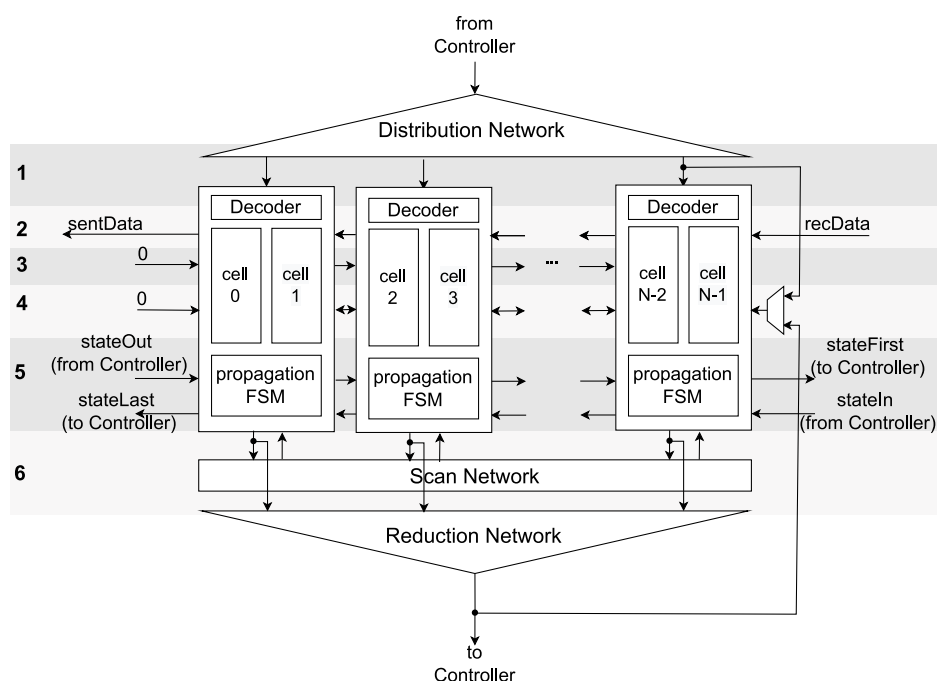 from
Controller
Distribution Network
1
Decoder
Decoder
Decoder
2
sentData
recData
3
0
cell
0
cell
1
cell
2
cell
3
...
cell
N-2
cell
N-1
4
0
stateOut
(from Controller)
stateFirst
(to Controller)
5
propagation
FSM
propagation
FSM
propagation
FSM
stateLast
(to Controller)
stateIn
(from Controller)
6
Scan Network
Reduction Network
to
Controller